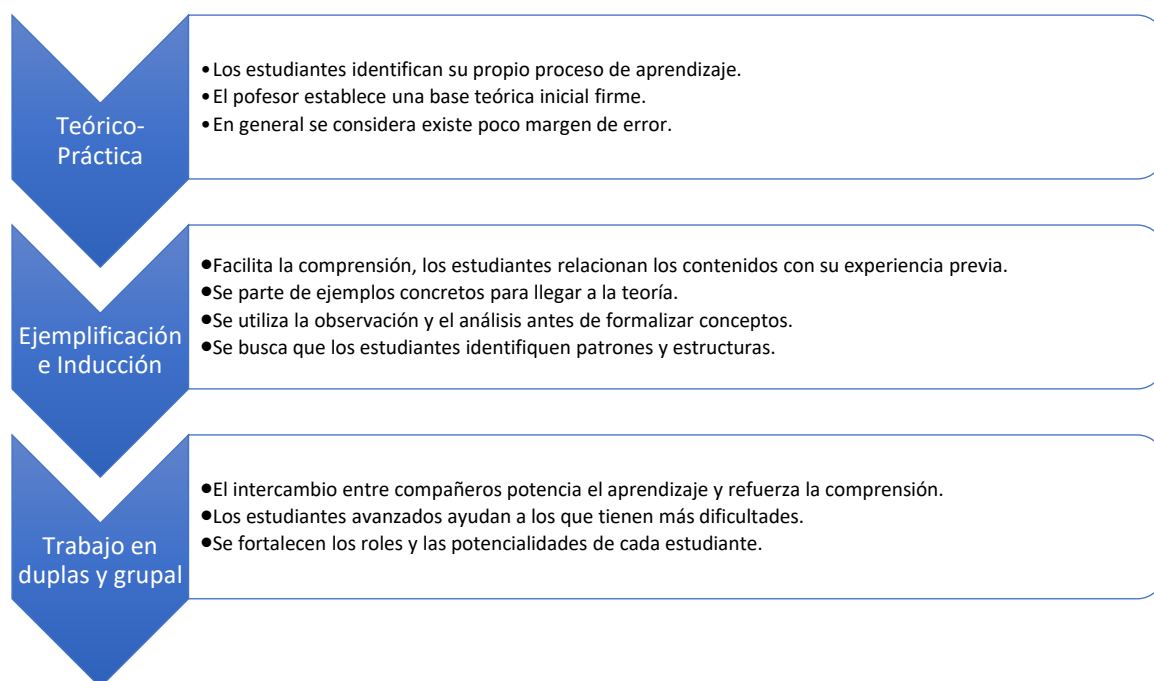 Teórico-
Práctica
•Los estudiantes identifican su propio proceso de aprendizaje.
•El pofesor establece una base teórica inicial firme.
•En general se considera existe poco margen de error.
Ejemplificación
e Inducción
•Facilita la comprensión, los estudiantes relacionan los contenidos con su experiencia previa.
•Se parte de ejemplos concretos para llegar a la teoría.
•Se utiliza la observación y el análisis antes de formalizar conceptos.
•Se busca que los estudiantes identifiquen patrones y estructuras.
Trabajo en
duplas y grupal
•El intercambio entre compañeros potencia el aprendizaje y refuerza la comprensión.
•Los estudiantes avanzados ayudan a los que tienen más dificultades.
•Se fortalecen los roles y las potencialidades de cada estudiante.